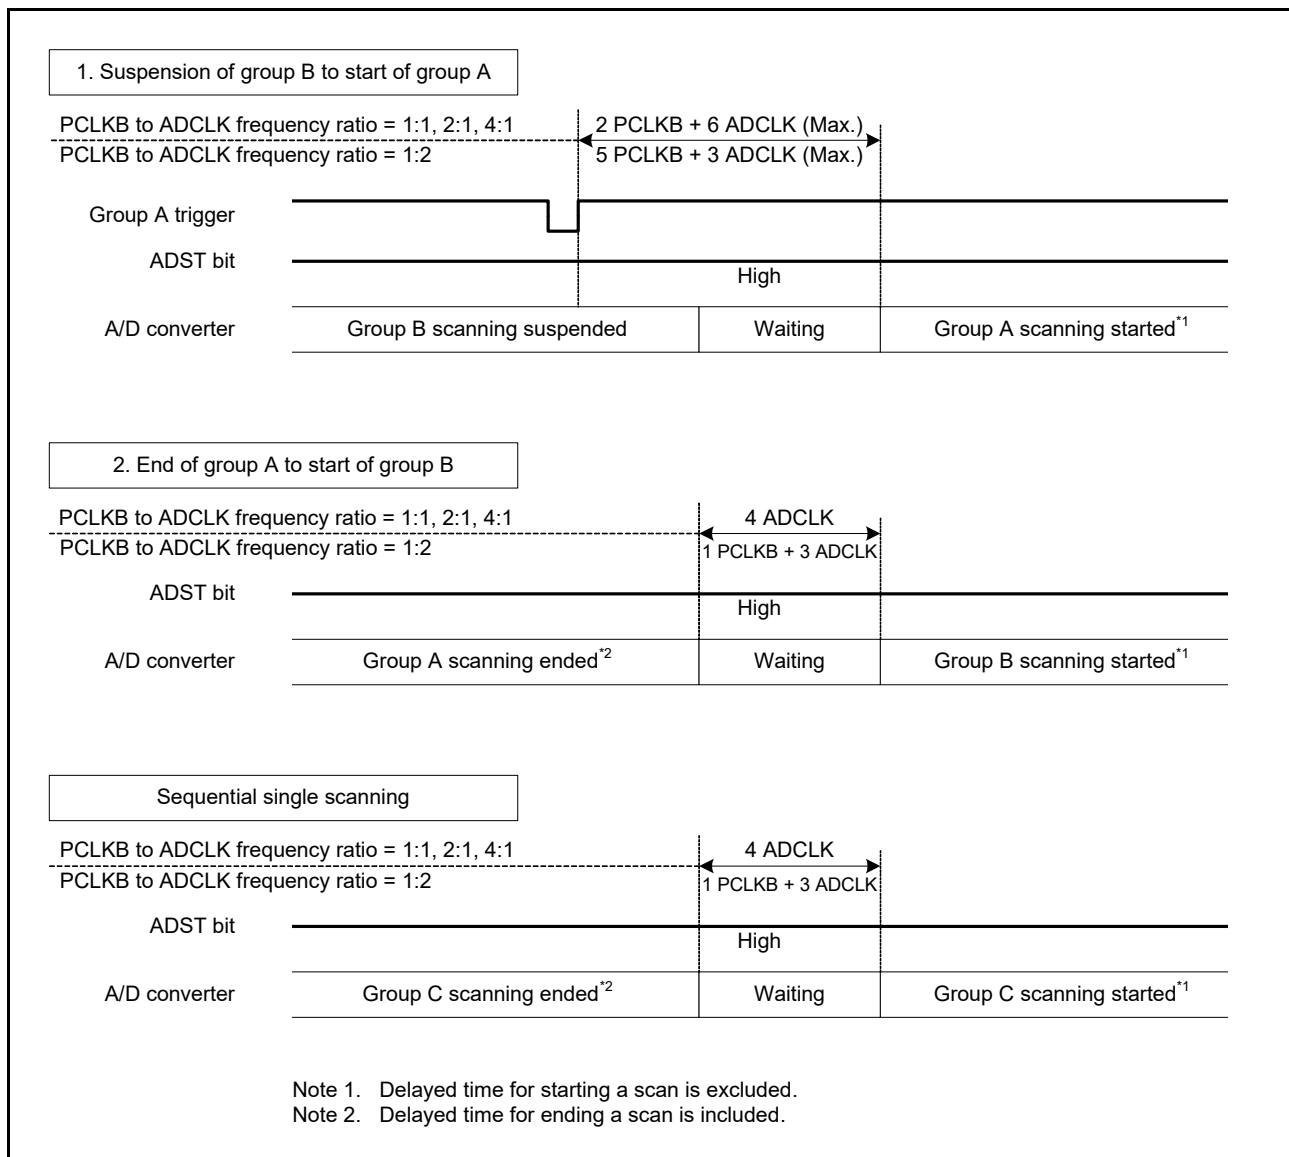 1. Suspension of group B to start of group A
PCLKB to ADCLK frequency ratio = 1:1, 2:1, 4:1
2 PCLKB + 6 ADCLK (Max.)
PCLKB to ADCLK frequency ratio = 1:2
5 PCLKB + 3 ADCLK (Max.)
Group A trigger
ADST bit
High
A/D converter
Group B scanning suspended
Waiting
Group A scanning started*1
2. End of group A to start of group B
PCLKB to ADCLK frequency ratio = 1:1, 2:1, 4:1
4 ADCLK
PCLKB to ADCLK frequency ratio = 1:2
1 PCLKB + 3 ADCLK
ADST bit
High
A/D converter
Group A scanning ended*2
Waiting
Group B scanning started*1
Sequential single scanning
PCLKB to ADCLK frequency ratio = 1:1, 2:1, 4:1
4 ADCLK
PCLKB to ADCLK frequency ratio = 1:2
1 PCLKB + 3 ADCLK
ADST bit
High
A/D converter
Group C scanning ended*2
Waiting
Group C scanning started*1
Note 1. Delayed time for starting a scan is excluded.
Note 2. Delayed time for ending a scan is included.